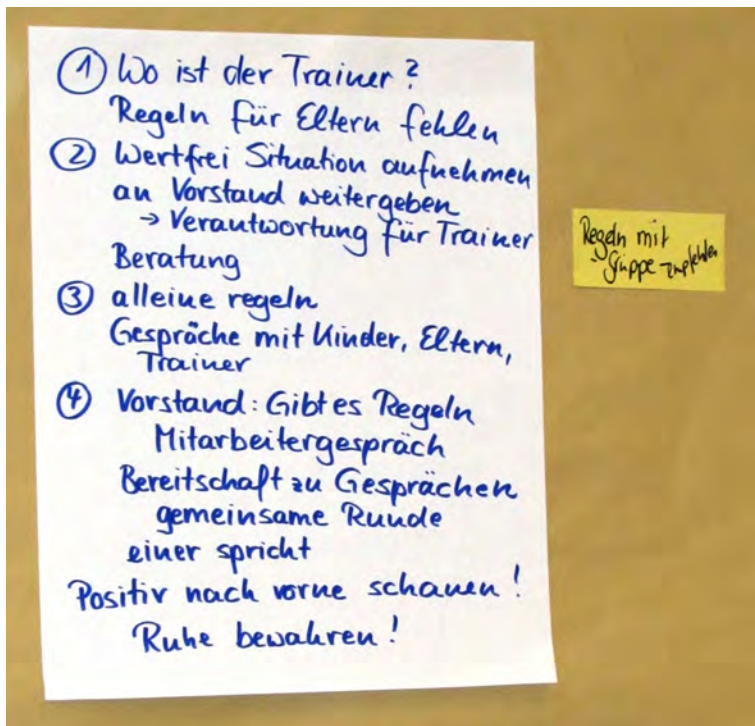 ① Wo ist der Trainer?
Regeln für Eltern fehlen
② Wertfrei Situation aufnehmen
an Vorstand weitergeben
→ Verantwortung für Trainer
Beratung
③ alleine regeln
Gespräche mit Kinder, Eltern,
Trainer
④ Vorstand: Gibt es Regeln
Mitarbeitergespräch
Bereitschaft zu Gesprächen
gemeinsame Runde
einer spricht
Positiv nach vorne schauen!
Ruhe bewahren!
Regeln mit
Gruppe